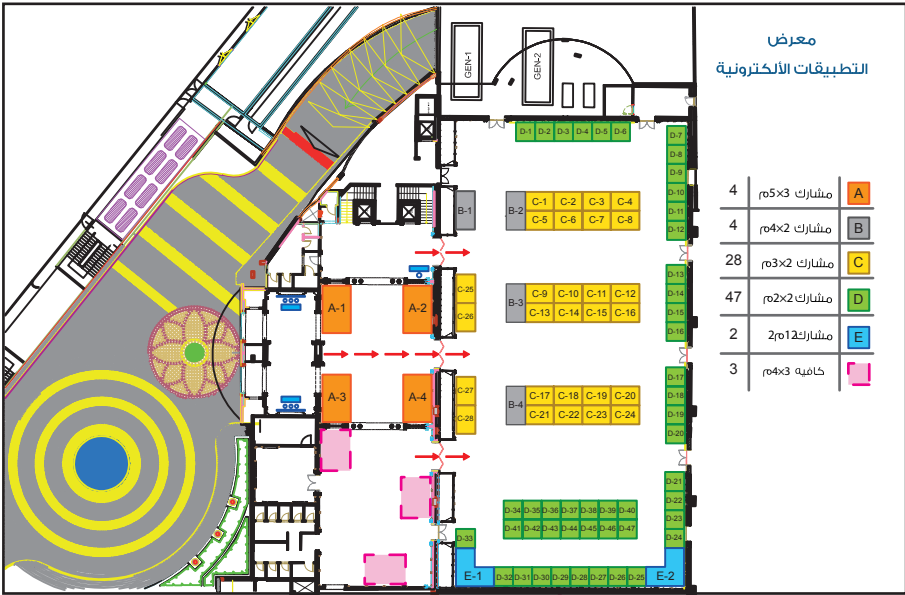 معرض
التطبيقات الألكترونية
A مشارك 3×5م 4
B مشارك 2×4م 4
C مشارك 2×3م 28
D مشارك 2×2م 47
E مشارك12م2 2
كافيه 3×4م 3
GEN-1
GEN-2
D-1 D-2 D-3 D-4 D-5 D-6
D-7
D-8
D-9
D-10
D-11
D-12
B-1
B-2
C-1 C-2 C-3 C-4
C-5 C-6 C-7 C-8
C-25
C-26
B-3
C-9 C-10 C-11 C-12
C-13 C-14 C-15 C-16
D-13
D-14
D-15
D-16
A-1 A-2
A-3 A-4
C-27
C-28
B-4
C-17 C-18 C-19 C-20
C-21 C-22 C-23 C-24
D-17
D-18
D-19
D-20
D-21
D-22
D-23
D-24
D-34 D-35 D-36 D-37 D-38 D-39 D-40
D-41 D-42 D-43 D-44 D-45 D-46 D-47
D-33
E-1 D-32 D-31 D-30 D-29 D-28 D-27 D-26 D-25 E-2